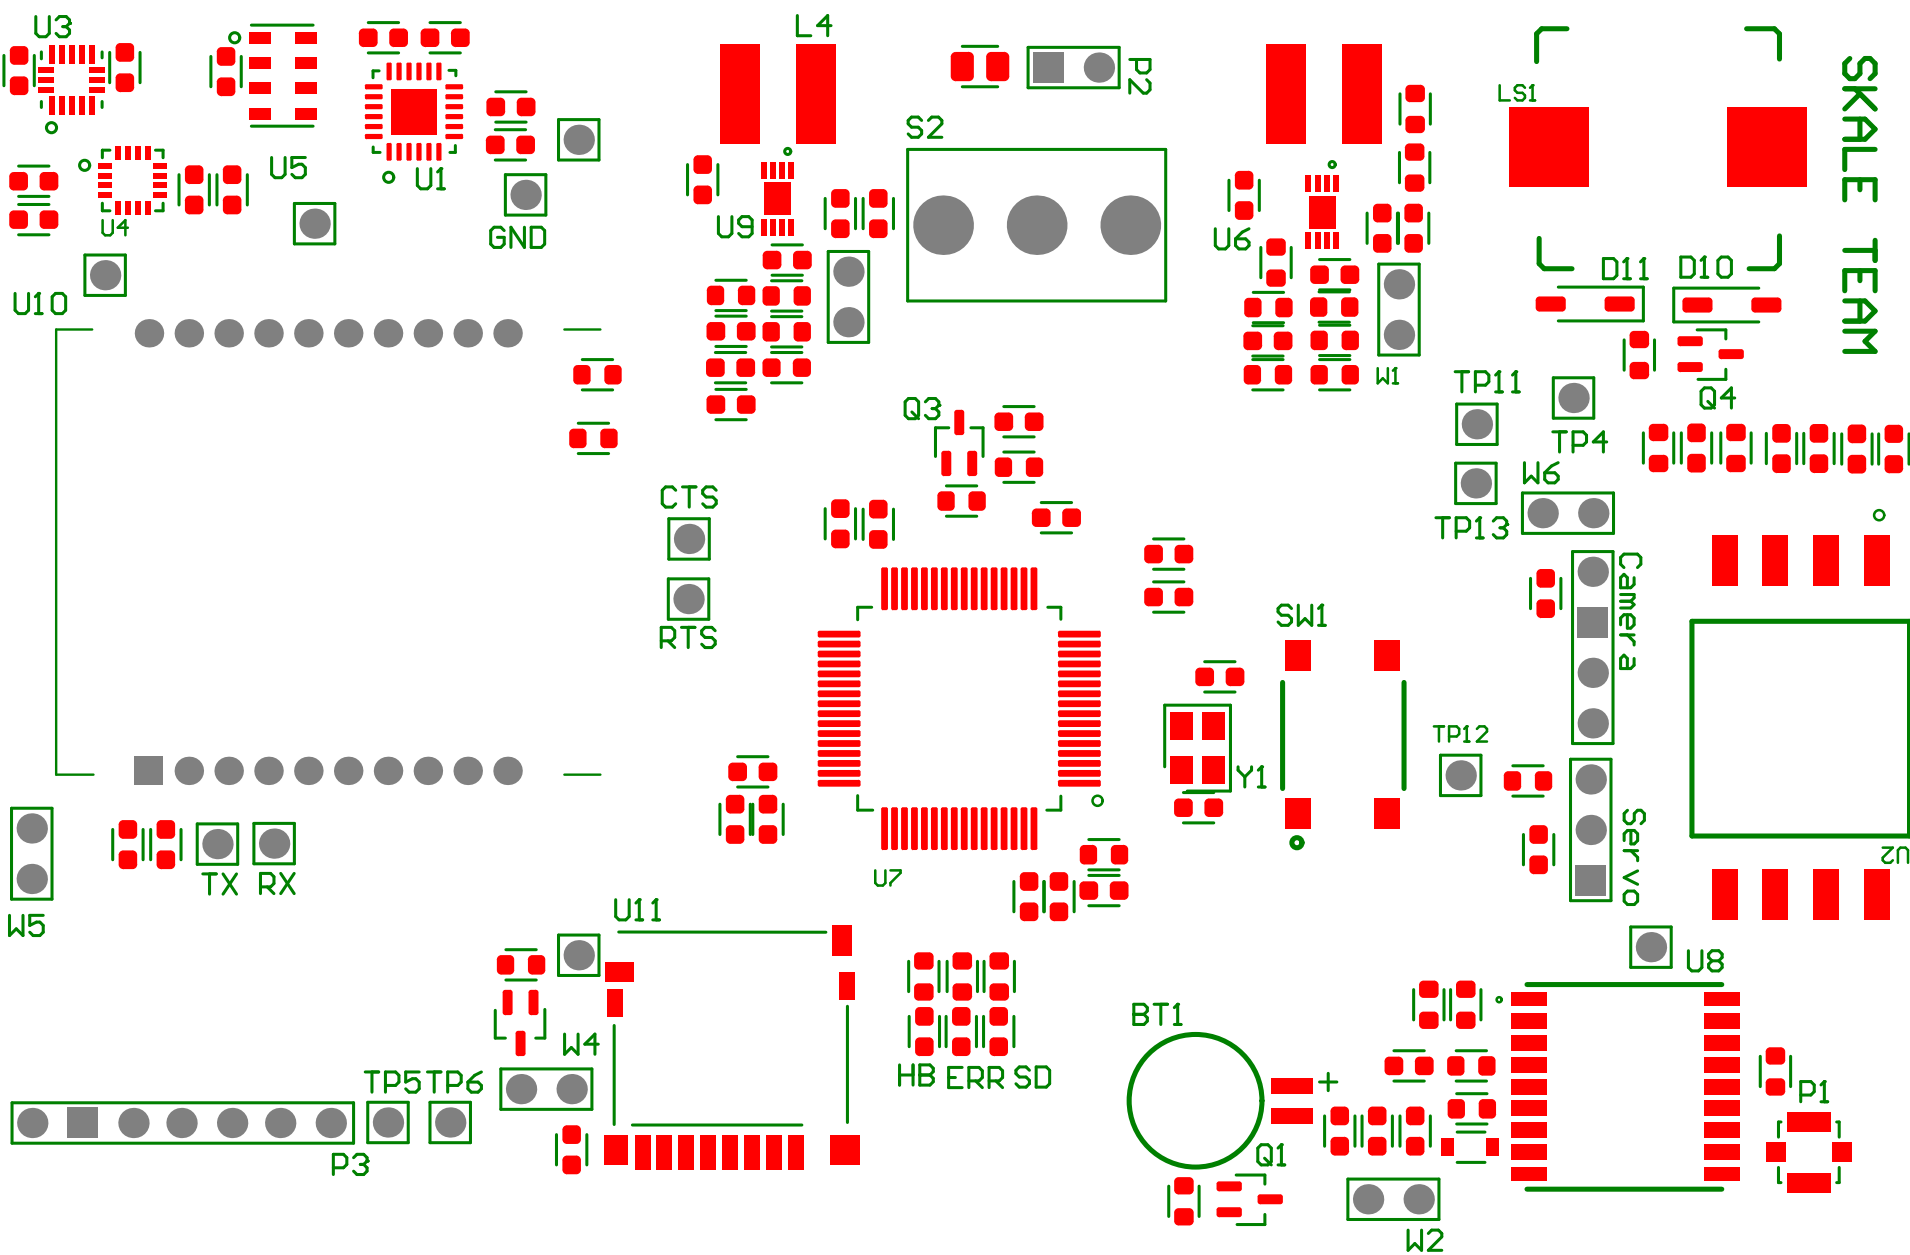 U3
L4
P2
S2
LS1
SKALE TEAM
U5
U1
U4
GND
U9
U6
D11
D10
U10
W1
TP11
Q4
Q3
TP4
W6
CTS
TP13
Camera
RTS
SW1
TP12
Y1
Servo
U2
U7
TX
RX
W5
U11
U8
BT1
W4
HB
ERR
SD
TP5
TP6
+
P1
P3
Q1
W2